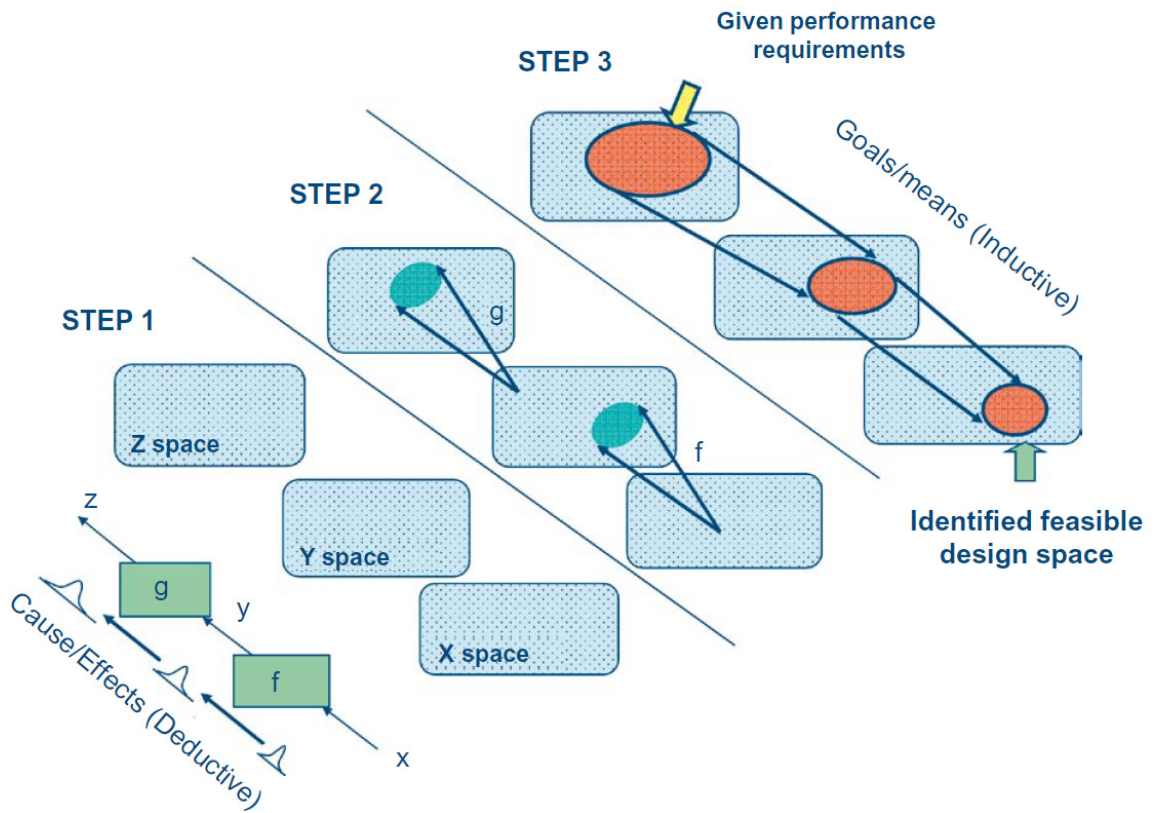 Given performance
requirements
STEP 3
Goals/means (Inductive)
STEP 2
g
STEP 1
f
Z space
Y space
X space
Identified feasible
design space
z
g
y
f
x
Cause/Effects (Deductive)